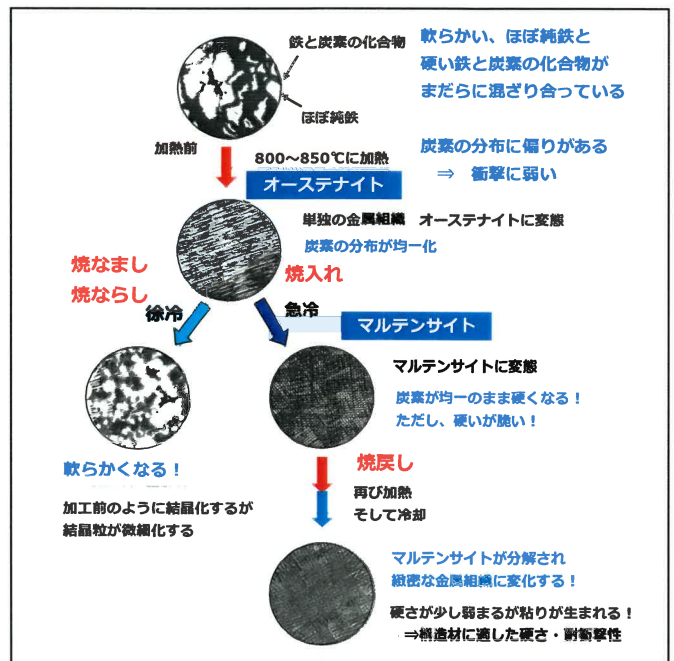 鉄と炭素の化合物
ほぼ純鉄
加熱前
軟らかい、ほぼ純鉄と
硬い鉄と炭素の化合物が
まだらに混ざり合っている
炭素の分布に偏りがある
⇒ 衝撃に弱い
800～850℃に加熱
オーステナイト
単独の金属組織 オーステナイトに変態
炭素の分布が均一化
焼なまし
焼ならし
徐冷
焼入れ
急冷
マルテンサイト
マルテンサイトに変態
炭素が均一のまま硬くなる！
ただし、硬いが脆い！
軟らかくなる！
加工前のように結晶化するが
結晶粒が微細化する
焼戻し
再び加熱
そして冷却
マルテンサイトが分解され
緻密な金属組織に変化する！
硬さが少し弱まるが粘りが生まれる！
⇒構造材に適した硬さ・耐衝撃性